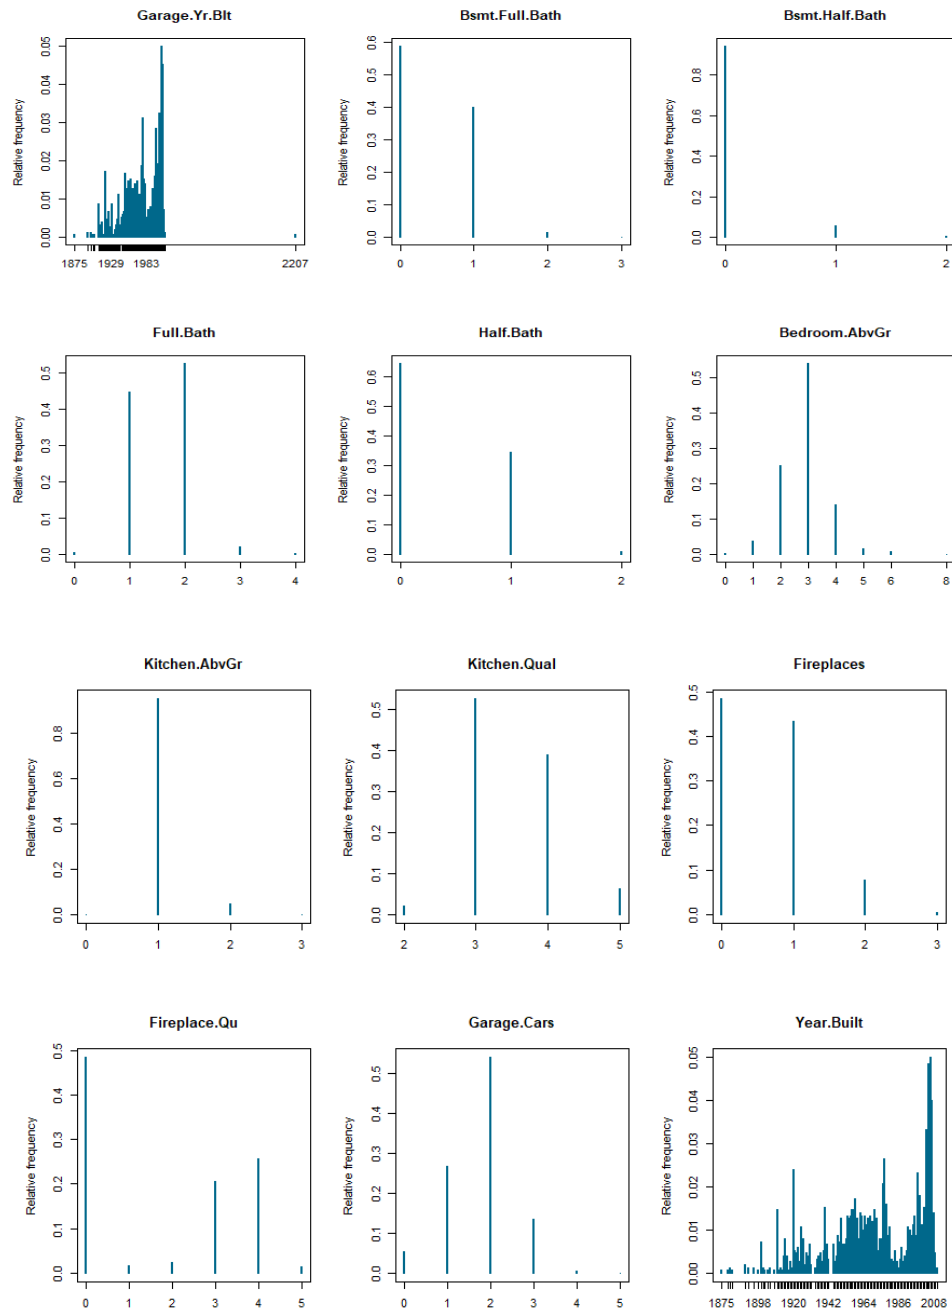 Garage.Yr.Blt
Relative frequency
0.00 0.01 0.02 0.03 0.04 0.05
1875 1929 1983 2207
Bsmt.Full.Bath
Relative frequency
0.0 0.1 0.2 0.3 0.4 0.5 0.6
0 1 2 3
Bsmt.Half.Bath
Relative frequency
0.0 0.2 0.4 0.6 0.8
0 1 2
Full.Bath
Relative frequency
0.0 0.1 0.2 0.3 0.4 0.5
0 1 2 3 4
Half.Bath
Relative frequency
0.0 0.1 0.2 0.3 0.4 0.5 0.6
0 1 2
Bedroom.AbvGr
Relative frequency
0.0 0.1 0.2 0.3 0.4 0.5
0 1 2 3 4 5 6 8
Kitchen.AbvGr
Relative frequency
0.0 0.2 0.4 0.6 0.8
0 1 2 3
Kitchen.Qual
Relative frequency
0.0 0.1 0.2 0.3 0.4 0.5
2 3 4 5
Fireplaces
Relative frequency
0.0 0.1 0.2 0.3 0.4 0.5
0 1 2 3
Fireplace.Qu
Relative frequency
0.0 0.1 0.2 0.3 0.4 0.5
0 1 2 3 4 5
Garage.Cars
Relative frequency
0.0 0.1 0.2 0.3 0.4 0.5
0 1 2 3 4 5
Year.Built
Relative frequency
0.00 0.01 0.02 0.03 0.04 0.05
1875 1898 1920 1942 1964 1986 2008